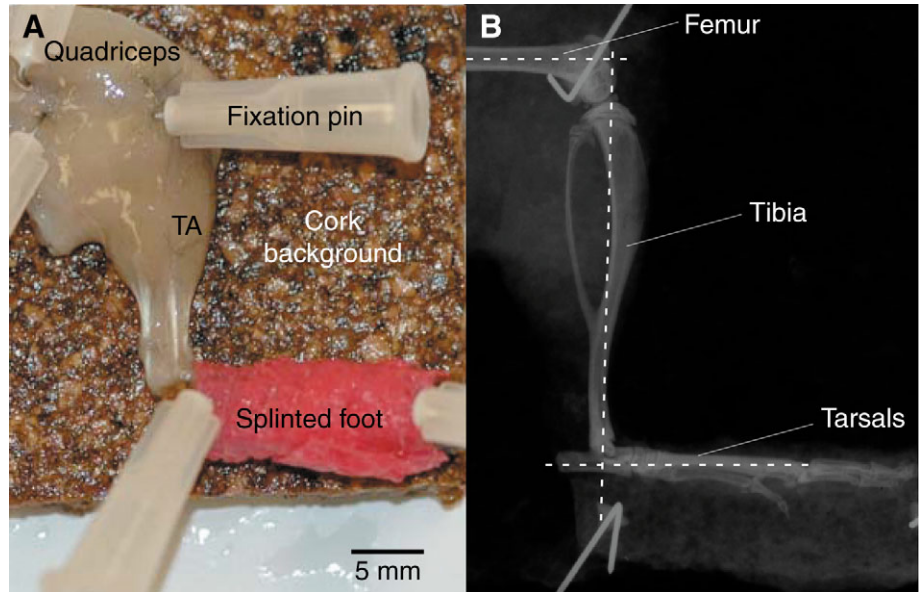 A
Quadriceps
Fixation pin
TA
Cork
background
Splinted foot
5 mm
B
Femur
Tibia
Tarsals